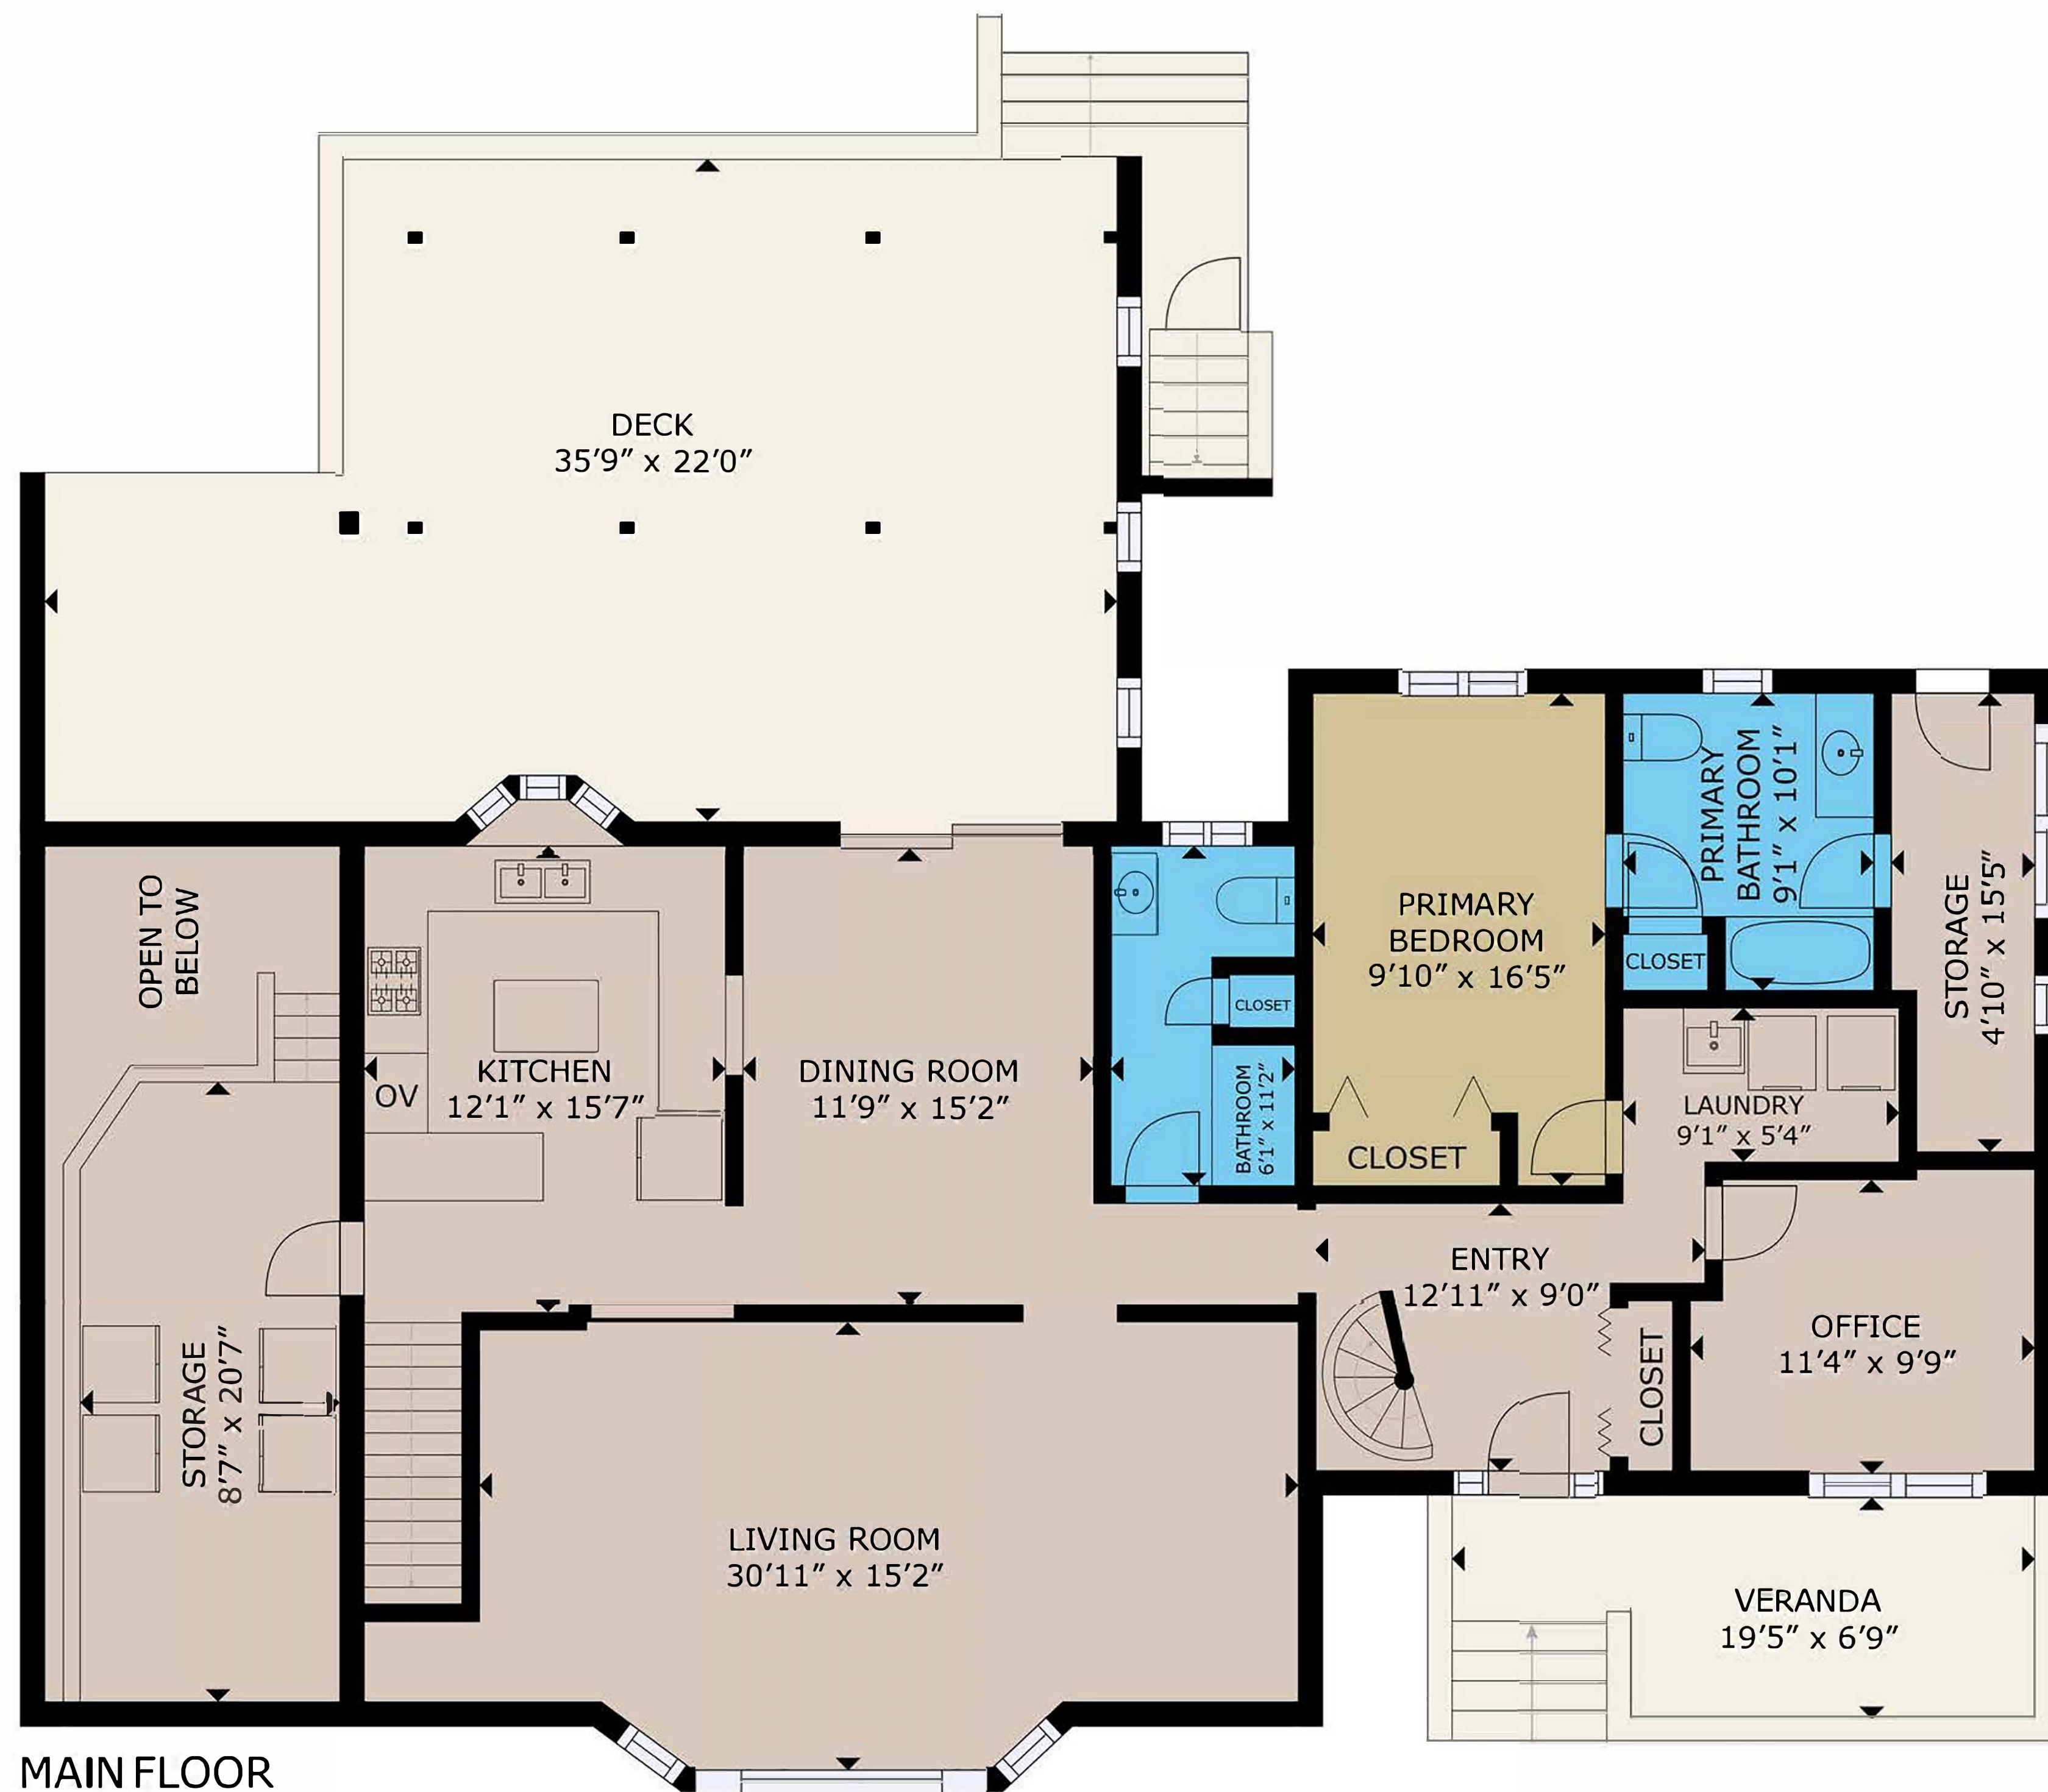 DECK
35'9" x 22'0"
OPEN TO
BELOW
STORAGE
8'7" x 20'7"
OV
KITCHEN
12'1" x 15'7"
DINING ROOM
11'9" x 15'2"
CLOSET
BATHROOM
6'1" x 11'2"
PRIMARY
BEDROOM
9'10" x 16'5"
CLOSET
PRIMARY
BATHROOM
9'1" x 10'1"
CLOSET
STORAGE
4'10" x 15'5"
LAUNDRY
9'1" x 5'4"
ENTRY
12'11" x 9'0"
CLOSET
OFFICE
11'4" x 9'9"
LIVING ROOM
30'11" x 15'2"
VERANDA
19'5" x 6'9"
MAIN FLOOR